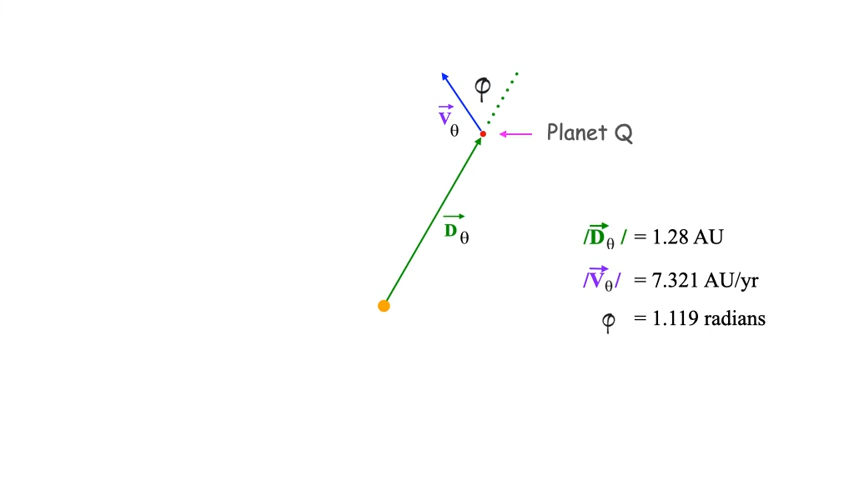 φ
V⃗θ
Planet Q
D⃗θ
/D⃗θ / = 1.28 AU
/V⃗θ/ = 7.321 AU/yr
φ = 1.119 radians